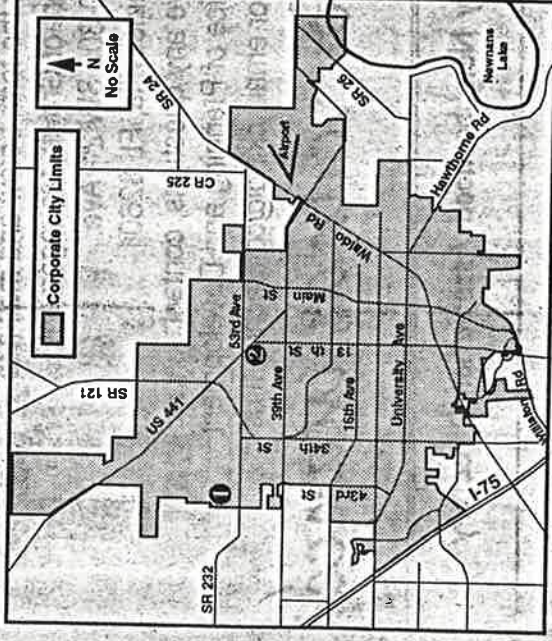 Corporate City Limits
N
No Scale
SR 24
SR 26
Newnans
Lake
CR 225
Airport
Hawthorne Rd
Waldo Rd
SR 121
US 441
53rd Ave
Main St
2
13 th St
39th Ave
16th Ave
University Ave
34th St
1
43rd St
SR 232
I-75
Williston Rd